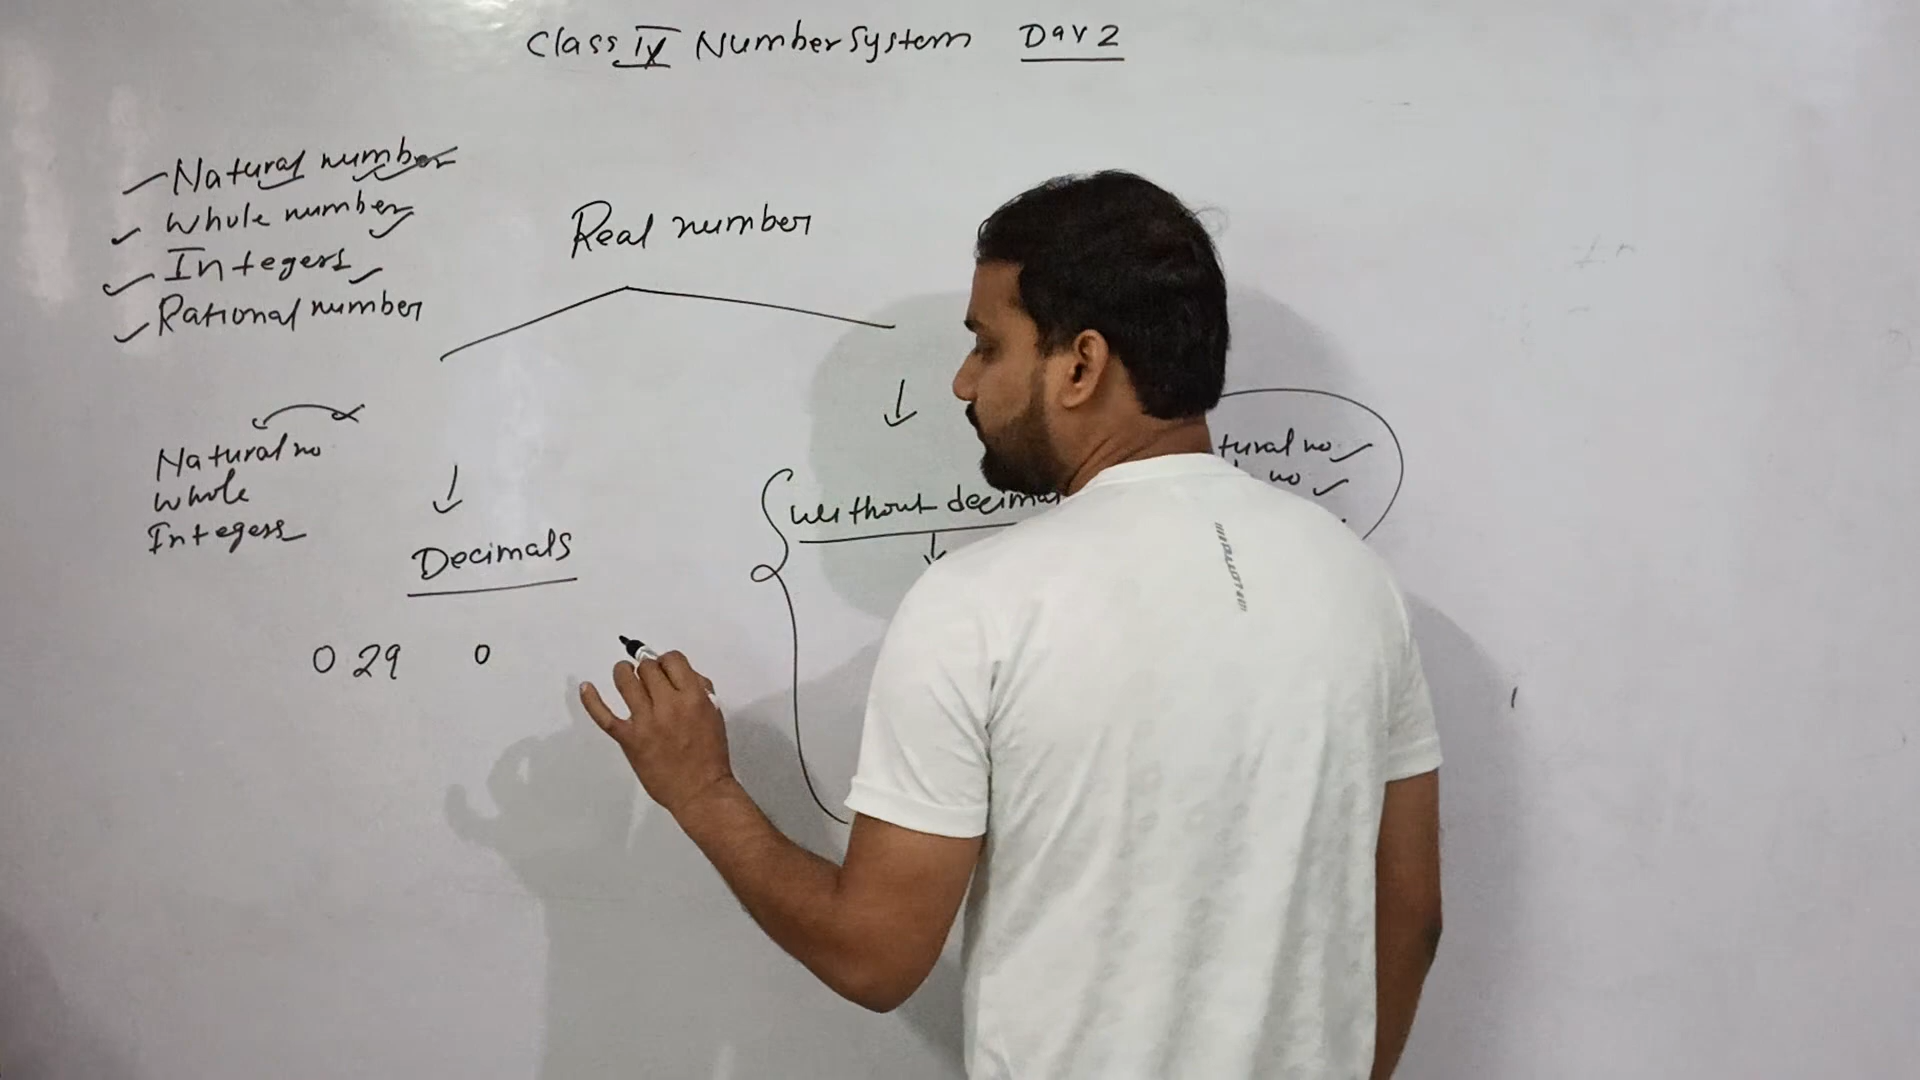 Class IX Number System Day 2
Natural number
Whole number
Integers
Rational number
Real number
Natural no
Whole
Integers
Decimals
0 29 0
without decimal
tural no
no